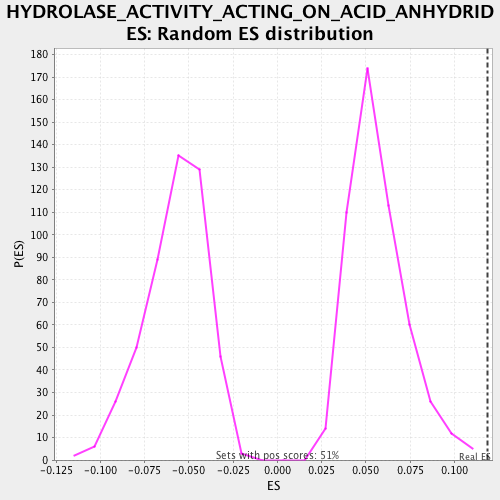 HYDROLASE_ACTIVITY_ACTING_ON_ACID_ANHYDRID
ES: Random ES distribution
180
170
160
150
140
130
120
110
100
90
80
70
60
50
40
30
20
10
0
P(ES)
Sets with pos scores: 51%
Real ES
-0.125 -0.100 -0.075 -0.050 -0.025 0.000 0.025 0.050 0.075 0.100
ES